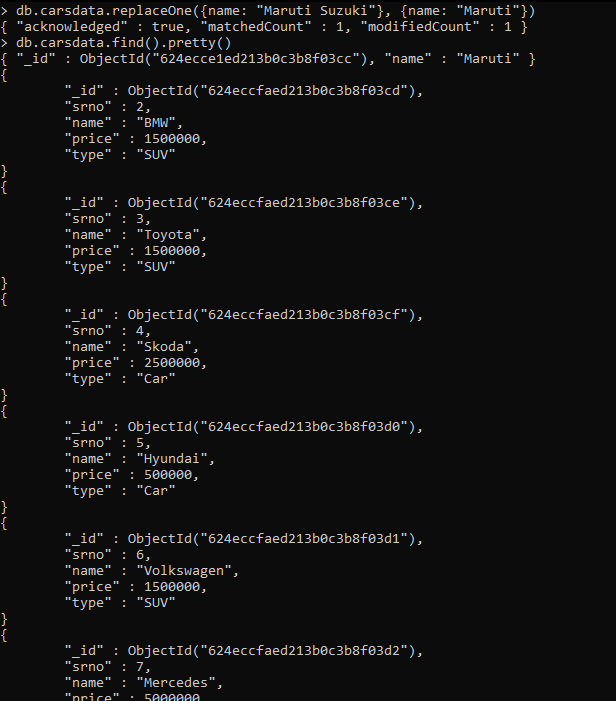 > db.carsdata.replaceOne({name: "Maruti Suzuki"}, {name: "Maruti"})
{ "acknowledged" : true, "matchedCount" : 1, "modifiedCount" : 1 }
> db.carsdata.find().pretty()
{ "_id" : ObjectId("624ecce1ed213b0c3b8f03cc"), "name" : "Maruti" }
{
        "_id" : ObjectId("624eccfaed213b0c3b8f03cd"),
        "srno" : 2,
        "name" : "BMW",
        "price" : 1500000,
        "type" : "SUV"
}
{
        "_id" : ObjectId("624eccfaed213b0c3b8f03ce"),
        "srno" : 3,
        "name" : "Toyota",
        "price" : 1500000,
        "type" : "SUV"
}
{
        "_id" : ObjectId("624eccfaed213b0c3b8f03cf"),
        "srno" : 4,
        "name" : "Skoda",
        "price" : 2500000,
        "type" : "Car"
}
{
        "_id" : ObjectId("624eccfaed213b0c3b8f03d0"),
        "srno" : 5,
        "name" : "Hyundai",
        "price" : 500000,
        "type" : "Car"
}
{
        "_id" : ObjectId("624eccfaed213b0c3b8f03d1"),
        "srno" : 6,
        "name" : "Volkswagen",
        "price" : 1500000,
        "type" : "SUV"
}
{
        "_id" : ObjectId("624eccfaed213b0c3b8f03d2"),
        "srno" : 7,
        "name" : "Mercedes",
        "price" : 5000000